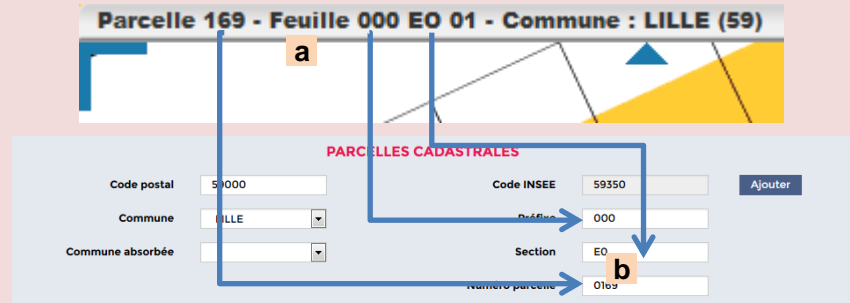 Parcelle 169 - Feuille 000 EO 01 - Commune : LILLE (59)
a
PARCELLES CADASTRALES
Code postal 59000 Code INSEE 59350 Ajouter
Commune LILLE Préfixe 000
Commune absorbée Section EO
b
Numéro parcelle 0169